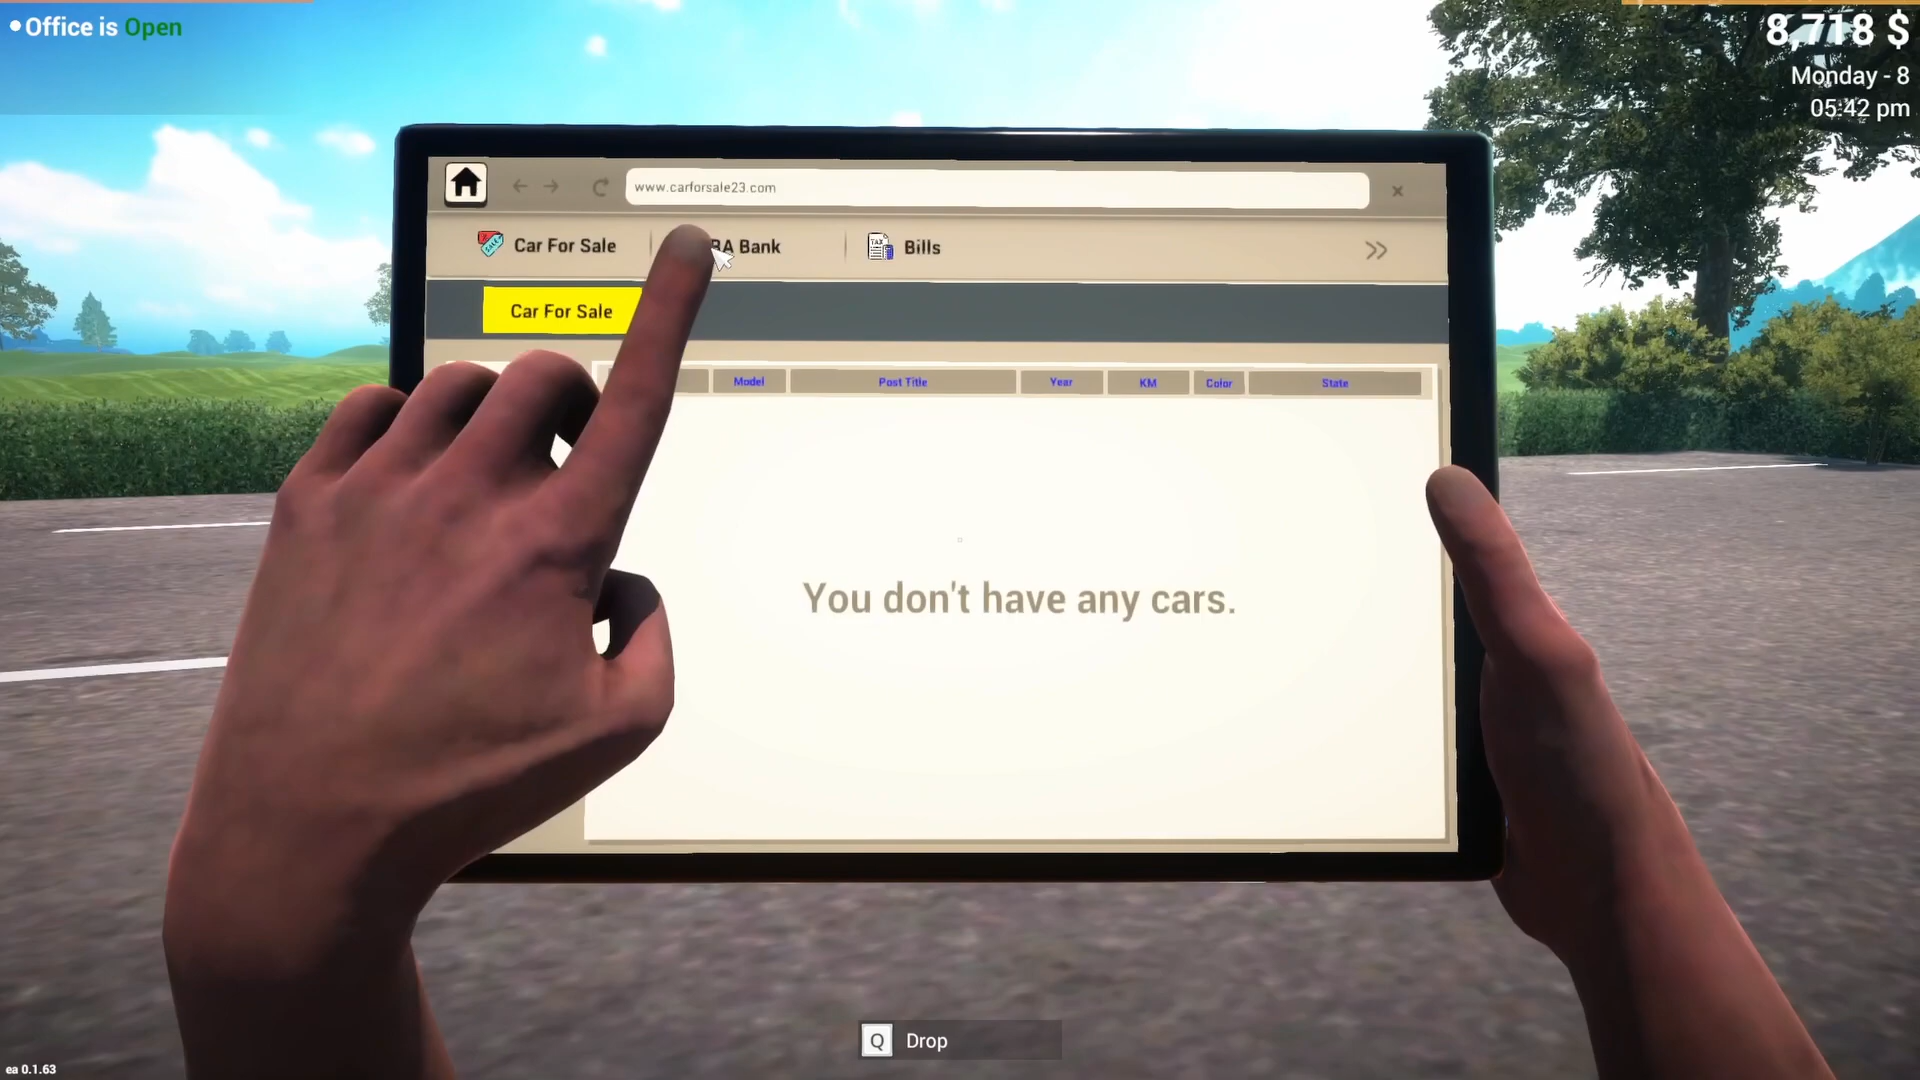 Office is Open
8,718 $
Monday - 8
05:42 pm
www.carforsale23.com
Car For Sale
Bank
Bills
TAX
Car For Sale
Model
Post Title
Year
KM
Color
State
You don't have any cars.
Q Drop
ea 0.1.63